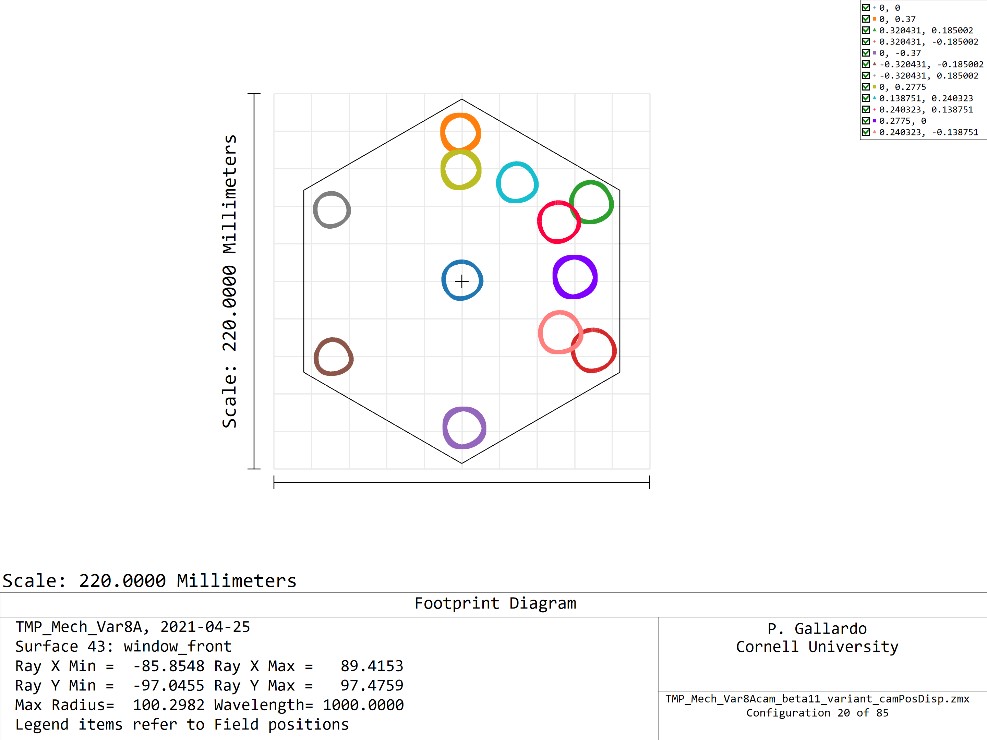 0, 0
0, 0.37
0.320431, 0.185002
0.320431, -0.185002
0, -0.37
-0.320431, -0.185002
-0.320431, 0.185002
0, 0.2775
0.138751, 0.240323
0.240323, 0.138751
0.2775, 0
0.240323, -0.138751
Scale: 220.0000 Millimeters
Scale: 220.0000 Millimeters
Footprint Diagram
TMP_Mech_Var8A, 2021-04-25
Surface 43: window_front
Ray X Min = -85.8548 Ray X Max = 89.4153
Ray Y Min = -97.0455 Ray Y Max = 97.4759
Max Radius= 100.2982 Wavelength= 1000.0000
Legend items refer to Field positions
P. Gallardo
Cornell University
TMP_Mech_Var8Acam_beta11_variant_camPosDisp.zmx
Configuration 20 of 85